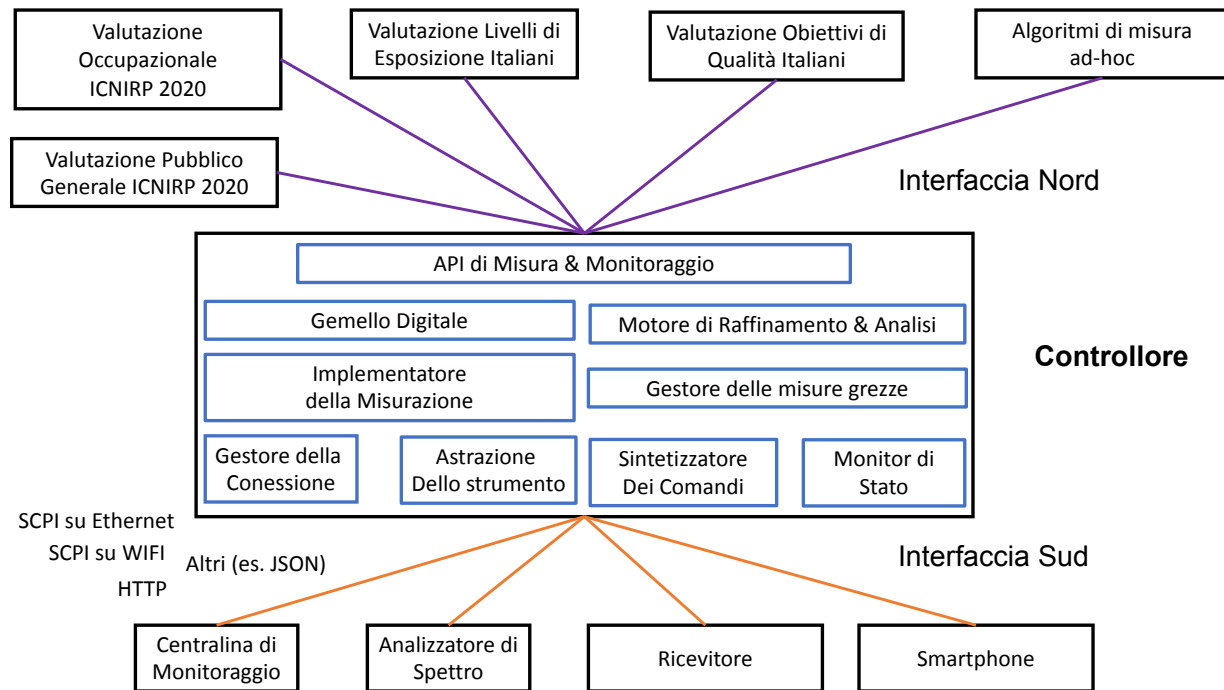 Valutazione
Occupazionale
ICNIRP 2020
Valutazione Livelli di
Esposizione Italiani
Valutazione Obiettivi di
Qualità Italiani
Algoritmi di misura
ad-hoc
Valutazione Pubblico
Generale ICNIRP 2020
Interfaccia Nord
API di Misura & Monitoraggio
Gemello Digitale
Motore di Raffinamento & Analisi
Controllore
Implementatore
della Misurazione
Gestore delle misure grezze
Gestore della
Conessione
Astrazione
Dello strumento
Sintetizzatore
Dei Comandi
Monitor di
Stato
SCPI su Ethernet
SCPI su WIFI
Altri (es. JSON)
HTTP
Interfaccia Sud
Centralina di
Monitoraggio
Analizzatore di
Spettro
Ricevitore
Smartphone